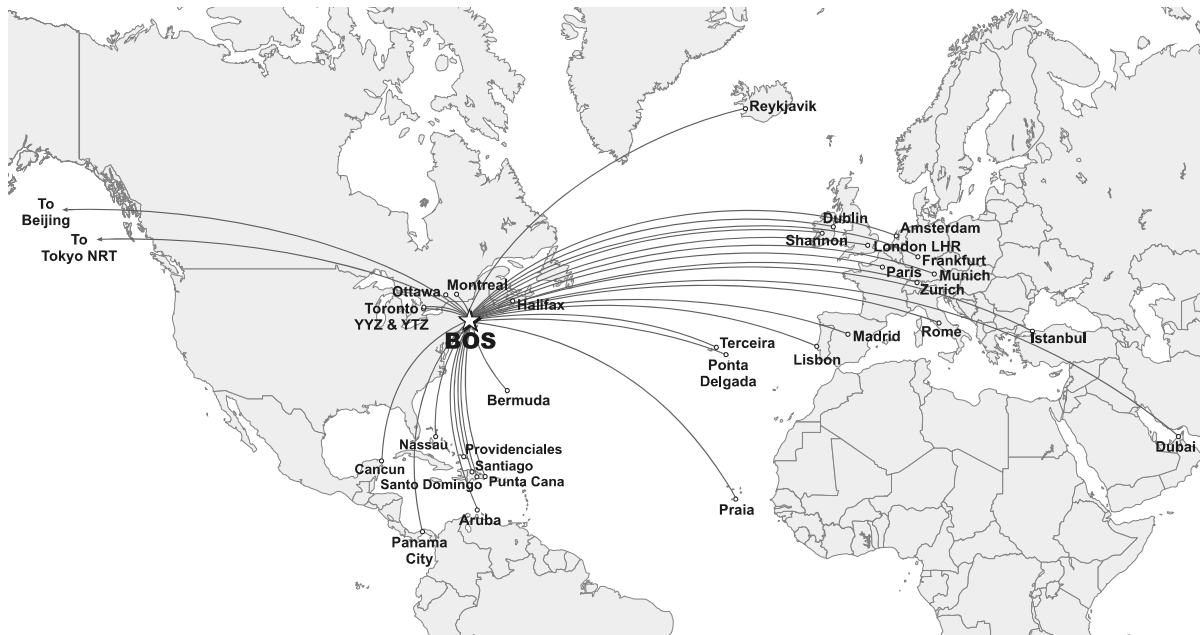 Reykjavik
To
Beijing
To
Tokyo NRT
Dublin
Shannon
Amsterdam
London LHR
Frankfurt
Paris
Munich
Zurich
Ottawa
Montreal
Toronto
YYZ & YTZ
Halifax
BOS
Terceira
Ponta
Delgada
Lisbon
Madrid
Rome
Istanbul
Bermuda
Dubai
Nassau
Providenciales
Cancun
Santiago
Santo Domingo
Punta Cana
Aruba
Praia
Panama
City